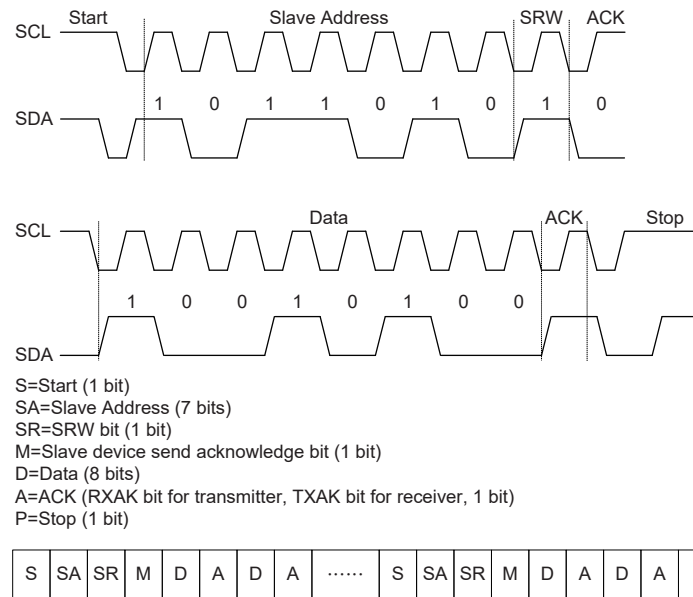 Start Slave Address SRW ACK
SCL
1 0 1 1 0 1 0 1 0
SDA
Data ACK Stop
SCL
1 0 0 1 0 1 0 0
SDA
S=Start (1 bit)
SA=Slave Address (7 bits)
SR=SRW bit (1 bit)
M=Slave device send acknowledge bit (1 bit)
D=Data (8 bits)
A=ACK (RXAK bit for transmitter, TXAK bit for receiver, 1 bit)
P=Stop (1 bit)
S SA SR M D A D A ...... S SA SR M D A D A